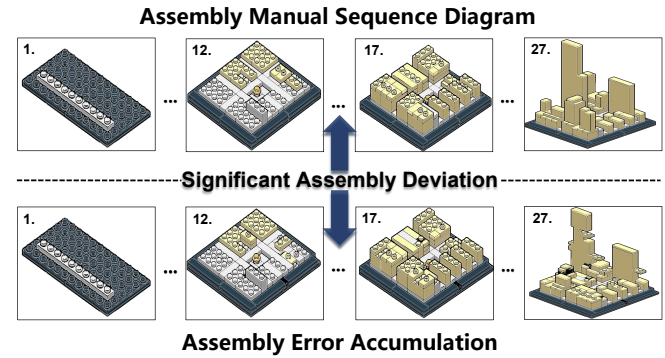 Assembly Manual Sequence Diagram
1. 12. 17. 27.
... ... ...
Significant Assembly Deviation
1. 12. 17. 27.
... ... ...
Assembly Error Accumulation